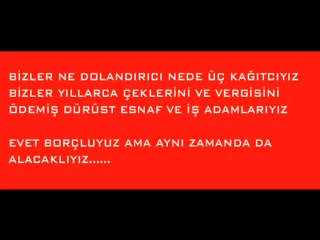 BİZLER NE DOLANDIRICI NEDE ÜÇ KAĞITCIYIZ
BİZLER YILLARCA ÇEKLERİNİ VE VERGİSİNİ
ÖDEMİŞ DÜRÜST ESNAF VE İŞ ADAMLARIYIZ
EVET BORÇLUYUZ AMA AYNI ZAMANDA DA
ALACAKLIYIZ......